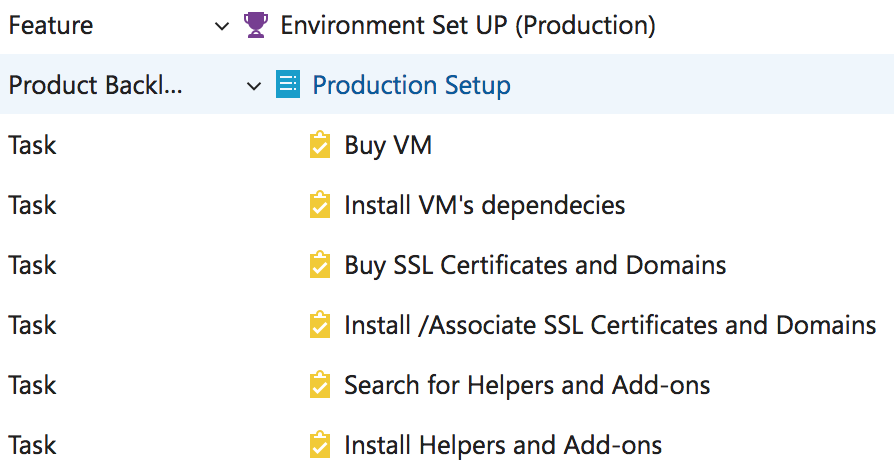 Feature Environment Set UP (Production)
Product Backl... Production Setup
Task Buy VM
Task Install VM's dependecies
Task Buy SSL Certificates and Domains
Task Install /Associate SSL Certificates and Domains
Task Search for Helpers and Add-ons
Task Install Helpers and Add-ons